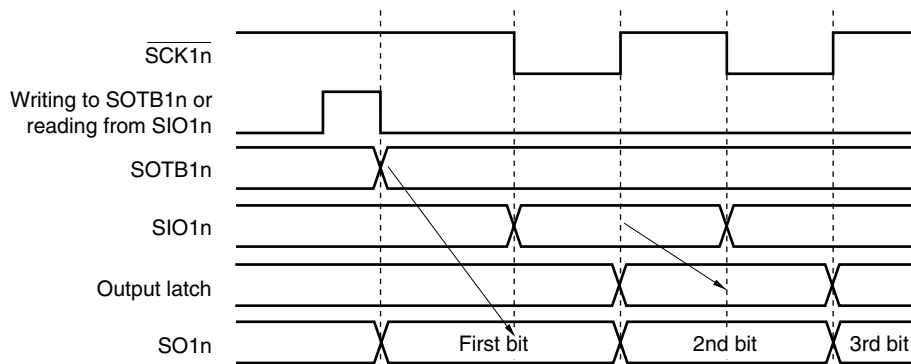 SCK1n
Writing to SOTB1n or
reading from SIO1n
SOTB1n
SIO1n
Output latch
SO1n
First bit
2nd bit
3rd bit